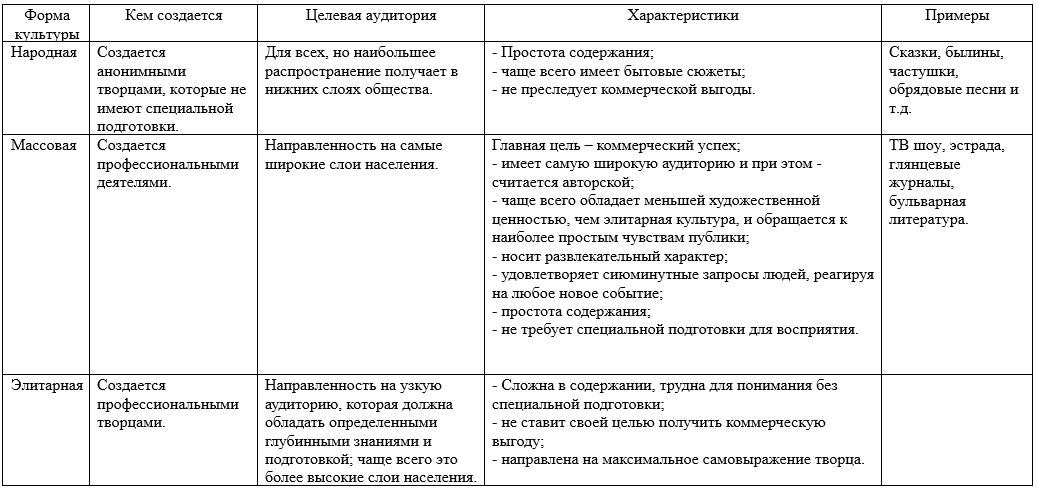 Форма культуры
Кем создается
Целевая аудитория
Характеристики
Примеры
Народная
Создается
анонимными
творцами, которые не
имеют специальной
подготовки.
Для всех, но наибольшее
распространение получает в
нижних слоях общества.
- Простота содержания;
- чаще всего имеет бытовые сюжеты;
- не преследует коммерческой выгоды.
Сказки, былины,
частушки,
обрядовые песни и
т.д.
Массовая
Создается
профессиональными
деятелями.
Направленность на самые
широкие слои населения.
Главная цель – коммерческий успех;
- имеет самую широкую аудиторию и при этом -
считается авторской;
- чаще всего обладает меньшей художественной
ценностью, чем элитарная культура, и обращается к
наиболее простым чувствам публики;
- носит развлекательный характер;
- удовлетворяет сиюминутные запросы людей, реагируя
на любое новое событие;
- простота содержания;
- не требует специальной подготовки для восприятия.
ТВ шоу, эстрада,
глянцевые
журналы,
бульварная
литература.
Элитарная
Создается
профессиональными
творцами.
Направленность на узкую
аудиторию, которая должна
обладать определенными
глубинными знаниями и
подготовкой; чаще всего это
более высокие слои населения.
- Сложна в содержании, трудна для понимания без
специальной подготовки;
- не ставит своей целью получить коммерческую
выгоду;
- направлена на максимальное самовыражение творца.